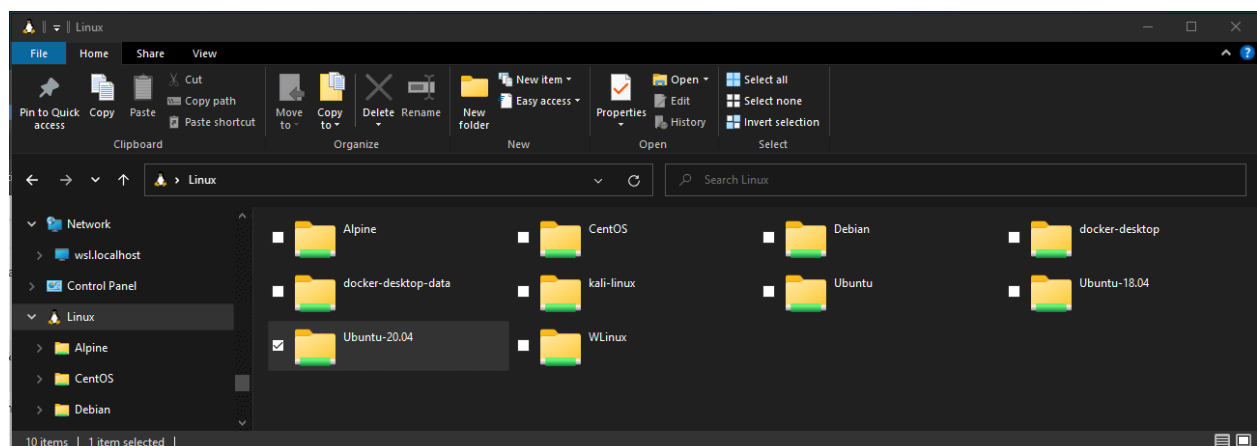 Linux
File Home Share View
Pin to Quick access
Copy
Paste
Cut
Copy path
Paste shortcut
Clipboard
Move to
Copy to
Delete
Rename
Organize
New folder
New item
Easy access
New
Properties
Open
Edit
History
Open
Select all
Select none
Invert selection
Select
Linux
Search Linux
Network
wsl.localhost
Control Panel
Linux
Alpine
CentOS
Debian
Alpine
CentOS
Debian
docker-desktop
docker-desktop-data
kali-linux
Ubuntu
Ubuntu-18.04
Ubuntu-20.04
WLinux
10 items 1 item selected